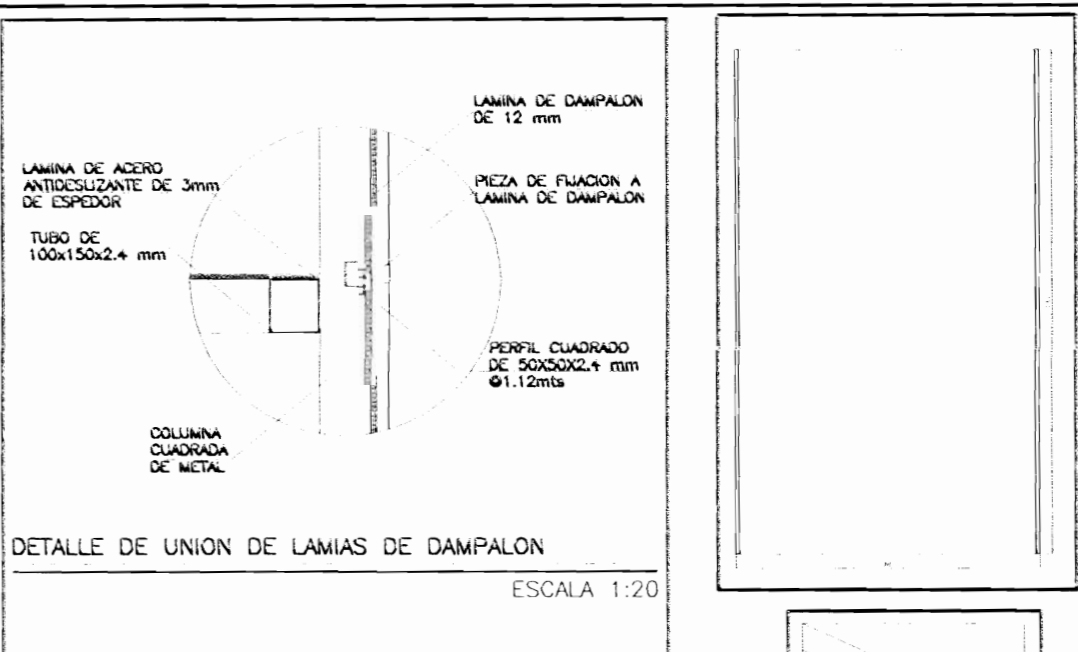 LAMINA DE DAMPALON
DE 12 mm
LAMINA DE ACERO
ANTIDESLIZANTE DE 3mm
DE ESPEDOR
PIEZA DE FIJACION A
LAMINA DE DAMPALON
TUBO DE
100x150x2.4 mm
PERFIL CUADRADO
DE 50X50X2.4 mm
@1.12mts
COLUMNA
CUADRADA
DE METAL
DETALLE DE UNION DE LAMIAS DE DAMPALON
ESCALA 1:20